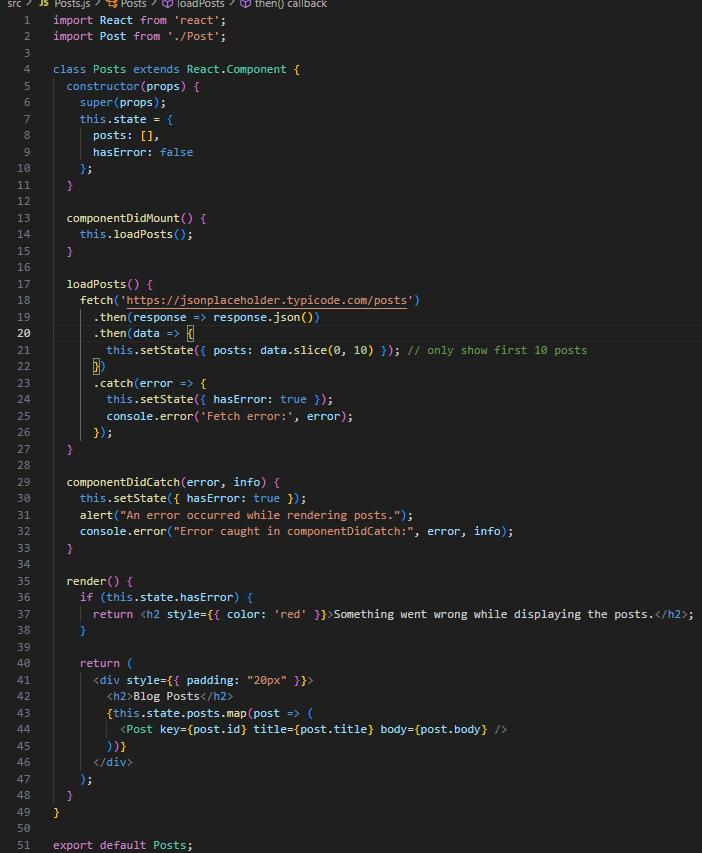 src > JS Posts.js > Posts > loadPosts > then() callback
1 import React from 'react';
2 import Post from './Post';
3
4 class Posts extends React.Component {
5   constructor(props) {
6     super(props);
7     this.state = {
8       posts: [],
9       hasError: false
10     };
11   }
12
13   componentDidMount() {
14     this.loadPosts();
15   }
16
17   loadPosts() {
18     fetch('https://jsonplaceholder.typicode.com/posts')
19       .then(response => response.json())
20       .then(data => {
21         this.setState({ posts: data.slice(0, 10) }); // only show first 10 posts
22       })
23       .catch(error => {
24         this.setState({ hasError: true });
25         console.error('Fetch error:', error);
26       });
27   }
28
29   componentDidCatch(error, info) {
30     this.setState({ hasError: true });
31     alert("An error occurred while rendering posts.");
32     console.error("Error caught in componentDidCatch:", error, info);
33   }
34
35   render() {
36     if (this.state.hasError) {
37       return <h2 style={{ color: 'red' }}>Something went wrong while displaying the posts.</h2>;
38     }
39
40     return (
41       <div style={{ padding: "20px" }}>
42         <h2>Blog Posts</h2>
43         {this.state.posts.map(post => (
44           <Post key={post.id} title={post.title} body={post.body} />
45         ))}
46       </div>
47     );
48   }
49 }
50
51 export default Posts;